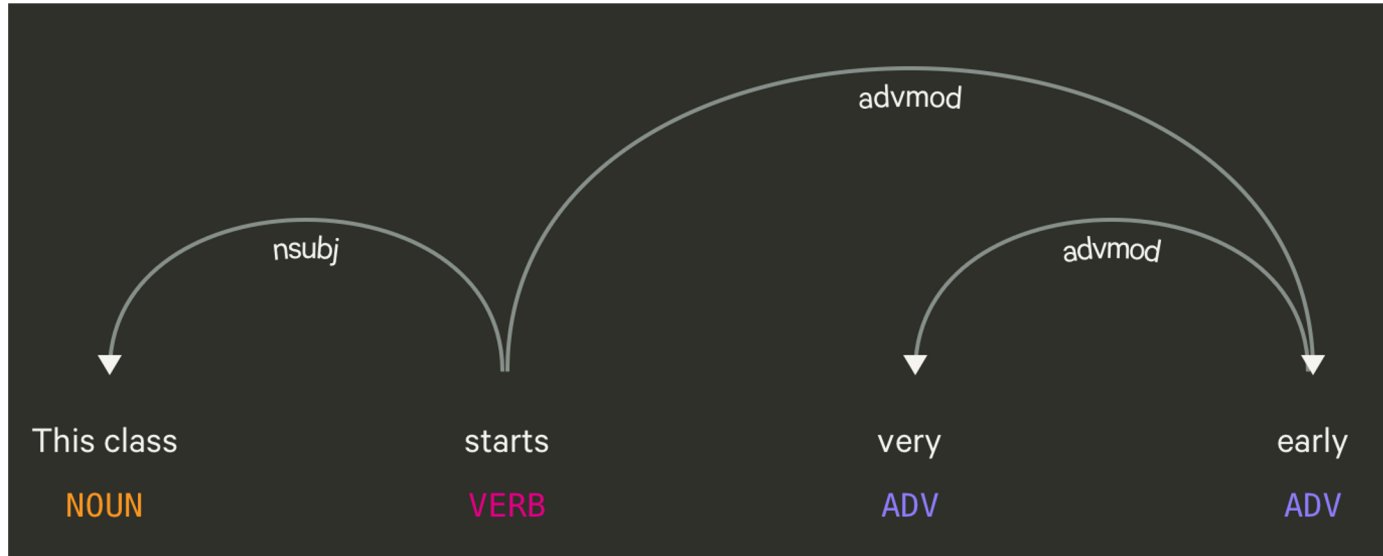 advmod
nsubj advmod
This class starts very early
NOUN VERB ADV ADV